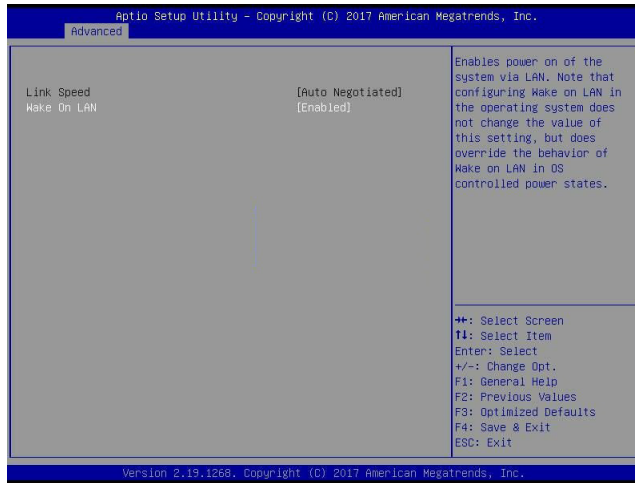 Aptio Setup Utility – Copyright (C) 2017 American Megatrends, Inc.
Advanced
Link Speed [Auto Negotiated]
Wake On LAN [Enabled]
Enables power on of the
system via LAN. Note that
configuring Wake on LAN in
the operating system does
not change the value of
this setting, but does
override the behavior of
Wake on LAN in OS
controlled power states.
→←: Select Screen
↑↓: Select Item
Enter: Select
+/-: Change Opt.
F1: General Help
F2: Previous Values
F3: Optimized Defaults
F4: Save & Exit
ESC: Exit
Version 2.19.1268. Copyright (C) 2017 American Megatrends, Inc.